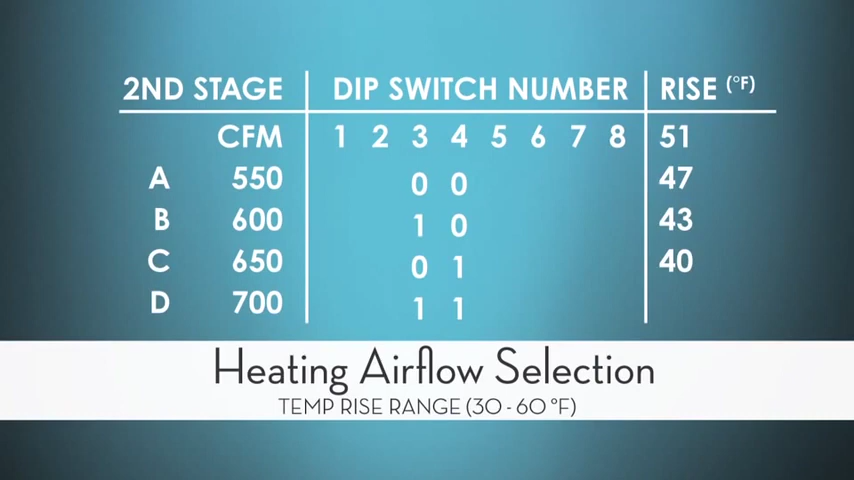 2ND STAGE DIP SWITCH NUMBER RISE (°F)
CFM 1 2 3 4 5 6 7 8 51
A 550 0 0 47
B 600 1 0 43
C 650 0 1 40
D 700 1 1
Heating Airflow Selection
TEMP RISE RANGE (30 - 60 °F)